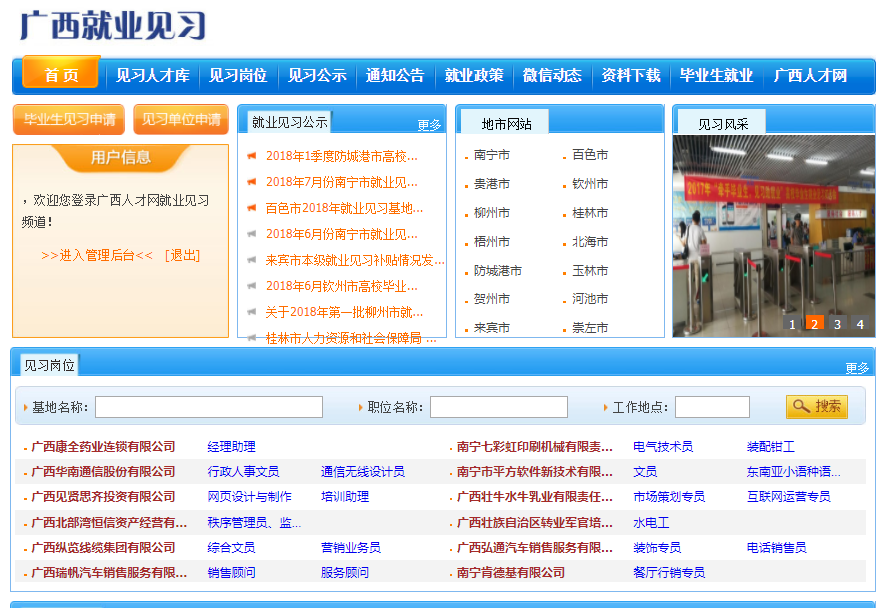 广西就业见习
首 页 见习人才库 见习岗位 见习公示 通知公告 就业政策 微信动态 资料下载 毕业生就业 广西人才网
毕业生见习申请 见习单位申请
用户信息
，欢迎您登录广西人才网就业见习
频道！
>>进入管理后台<< [退出]
就业见习公示 更多
2018年1季度防城港市高校...
2018年7月份南宁市就业见...
百色市2018年就业见习基地...
2018年6月份南宁市就业见...
来宾市本级就业见习补贴情况发...
2018年6月钦州市高校毕业...
关于2018年第一批柳州市就...
桂林市人力资源和社会保障局 ...
地市网站
南宁市 百色市
贵港市 钦州市
柳州市 桂林市
梧州市 北海市
防城港市 玉林市
贺州市 河池市
来宾市 崇左市
见习风采
1 2 3 4
见习岗位 更多
基地名称： 职位名称： 工作地点： 搜索
广西康全药业连锁有限公司 经理助理 南宁七彩虹印刷机械有限责... 电气技术员 装配钳工
广西华南通信股份有限公司 行政人事文员 通信无线设计员 南宁市平方软件新技术有限... 文员 东南亚小语种语...
广西见贤思齐投资有限公司 网页设计与制作 培训助理 广西壮牛水牛乳业有限责任... 市场策划专员 互联网运营专员
广西北部湾恒信资产经营有... 秩序管理员、监... 广西壮族自治区转业军官培... 水电工
广西纵览线缆集团有限公司 综合文员 营销业务员 广西弘通汽车销售服务有限... 装饰专员 电话销售员
广西瑞帆汽车销售服务有限... 销售顾问 服务顾问 南宁肯德基有限公司 餐厅行销专员